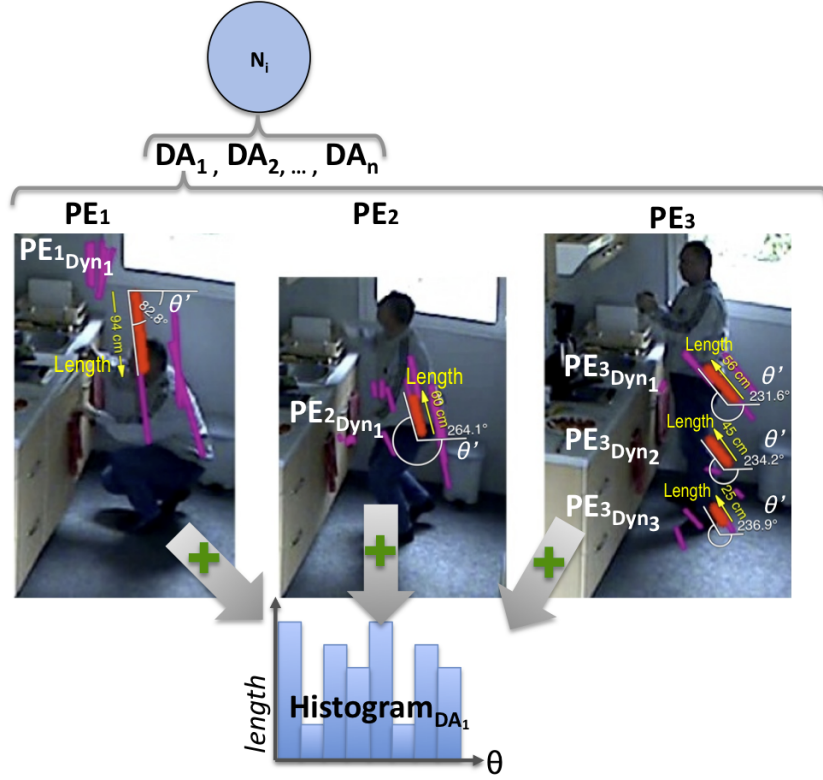 Ni
DA1, DA2, ..., DAn
PE1
PE2
PE3
PE1Dyn1
θ'
82.8°
94 cm
Length
Length
60 cm
PE2Dyn1
264.1°
θ'
Length
56 cm
PE3Dyn1
θ'
231.6°
Length
45 cm
PE3Dyn2
θ'
234.2°
Length
25 cm
PE3Dyn3
θ'
236.9°
length
HistogramDA1
θ